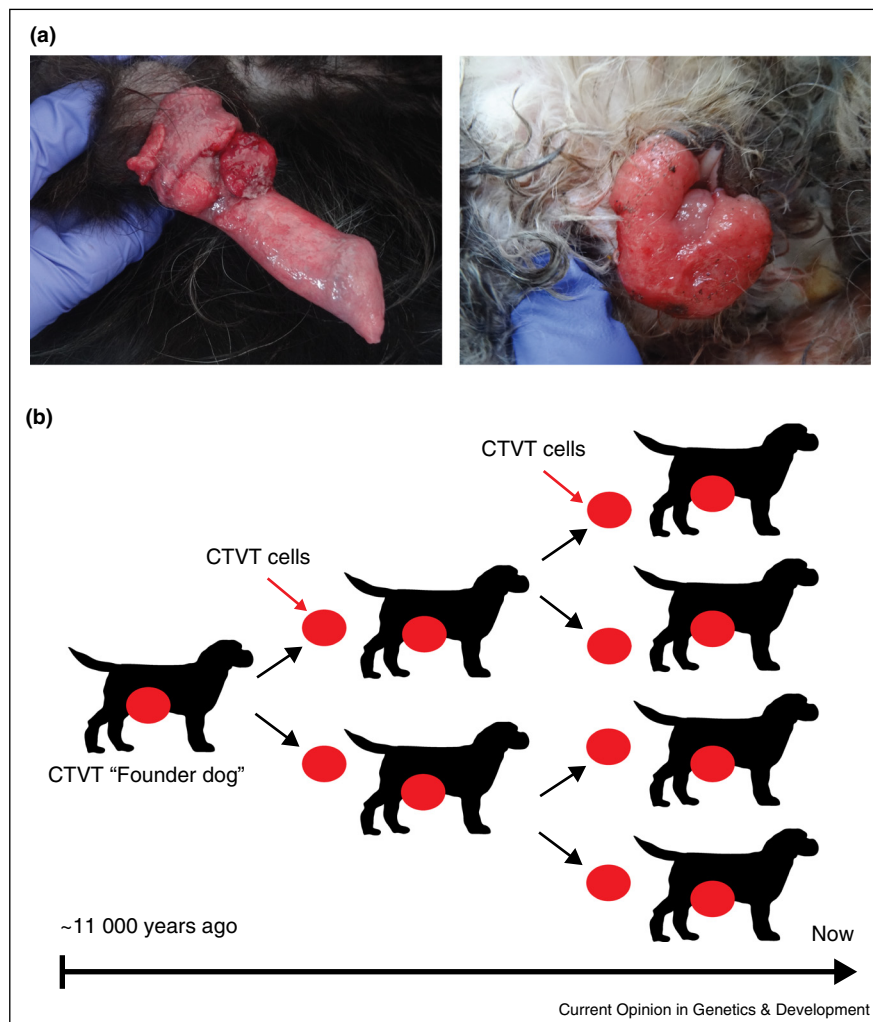 (a)
(b)
CTVT cells
CTVT cells
CTVT “Founder dog”
~11 000 years ago
Now
Current Opinion in Genetics & Development